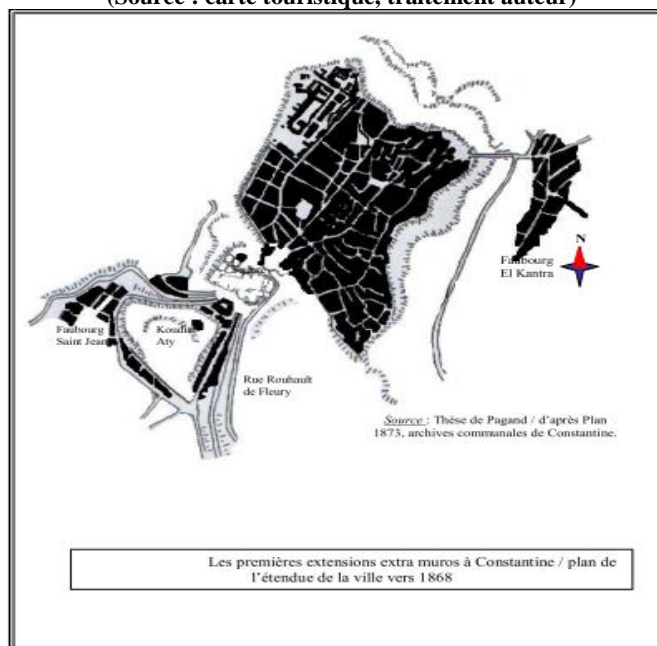 (Source : carte touristique, traitement auteur)
N
Faubourg
El Kantra
Faubourg
Saint Jean
Koudiat
Aty
Rue Rouhault
de Fleury
Source : Thèse de Pagand / d'après Plan
1873, archives communales de Constantine.
Les premières extensions extra muros à Constantine / plan de
l'étendue de la ville vers 1868